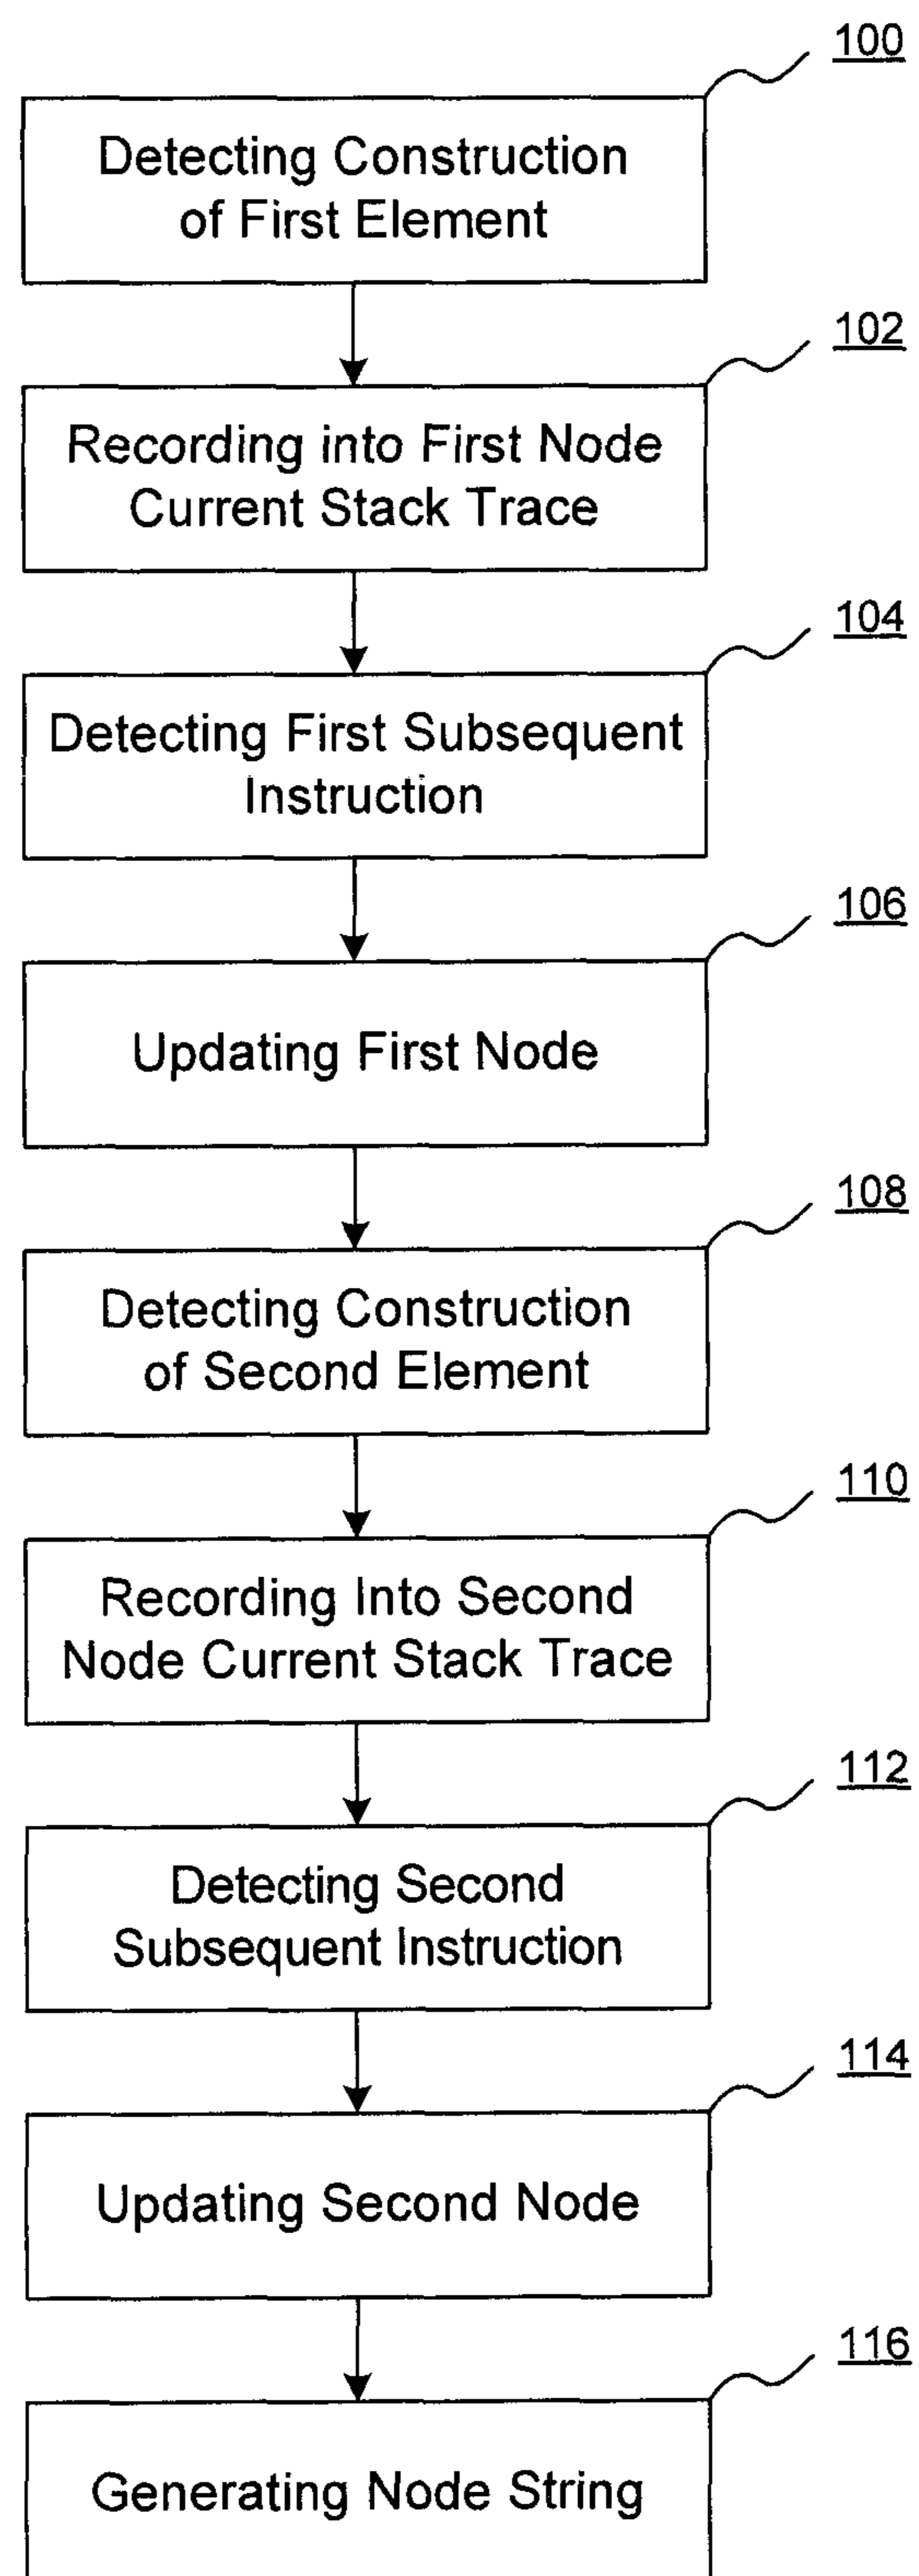 100
Detecting Construction
of First Element
102
Recording into First Node
Current Stack Trace
104
Detecting First Subsequent
Instruction
106
Updating First Node
108
Detecting Construction
of Second Element
110
Recording Into Second
Node Current Stack Trace
112
Detecting Second
Subsequent Instruction
114
Updating Second Node
116
Generating Node String